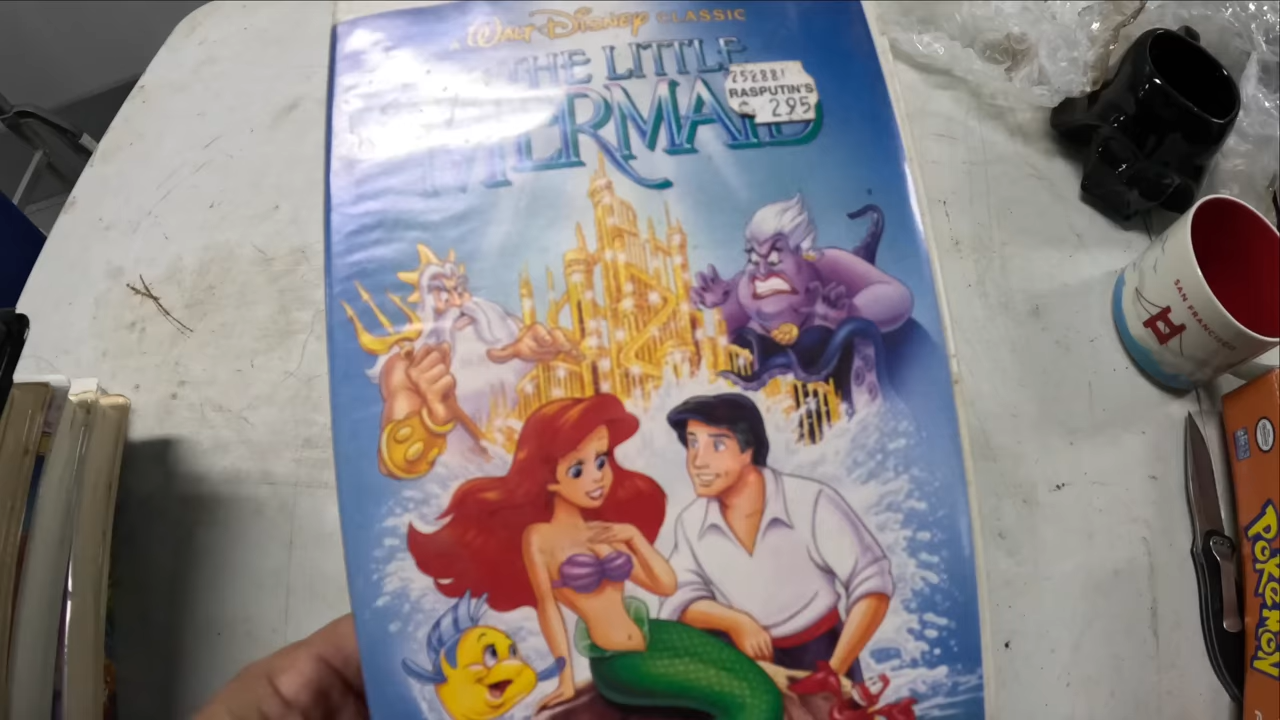 Walt Disney CLASSIC
THE LITTLE
MERMAID
252881
RASPUTIN'S
2.95
SAN FRANCISCO
POKéMON